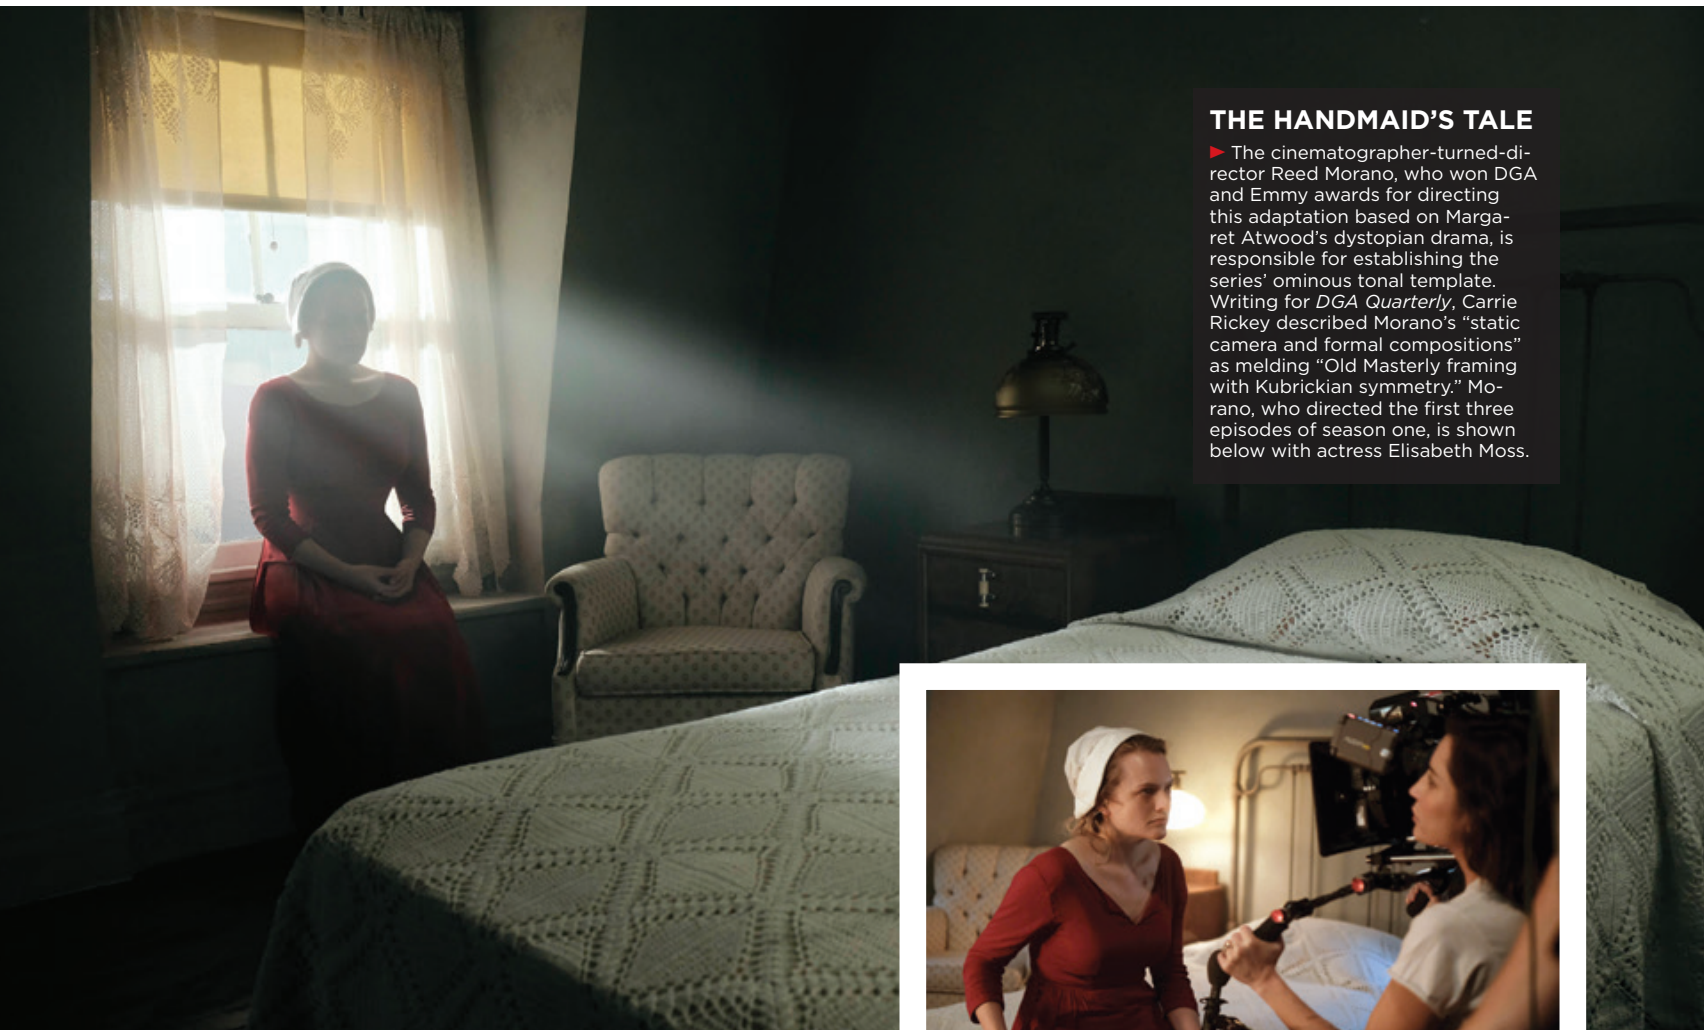 THE HANDMAID’S TALE
► The cinematographer-turned-di-
rector Reed Morano, who won DGA
and Emmy awards for directing
this adaptation based on Marga-
ret Atwood’s dystopian drama, is
responsible for establishing the
series’ ominous tonal template.
Writing for DGA Quarterly, Carrie
Rickey described Morano’s “static
camera and formal compositions”
as melding “Old Masterly framing
with Kubrickian symmetry.” Mo-
rano, who directed the first three
episodes of season one, is shown
below with actress Elisabeth Moss.